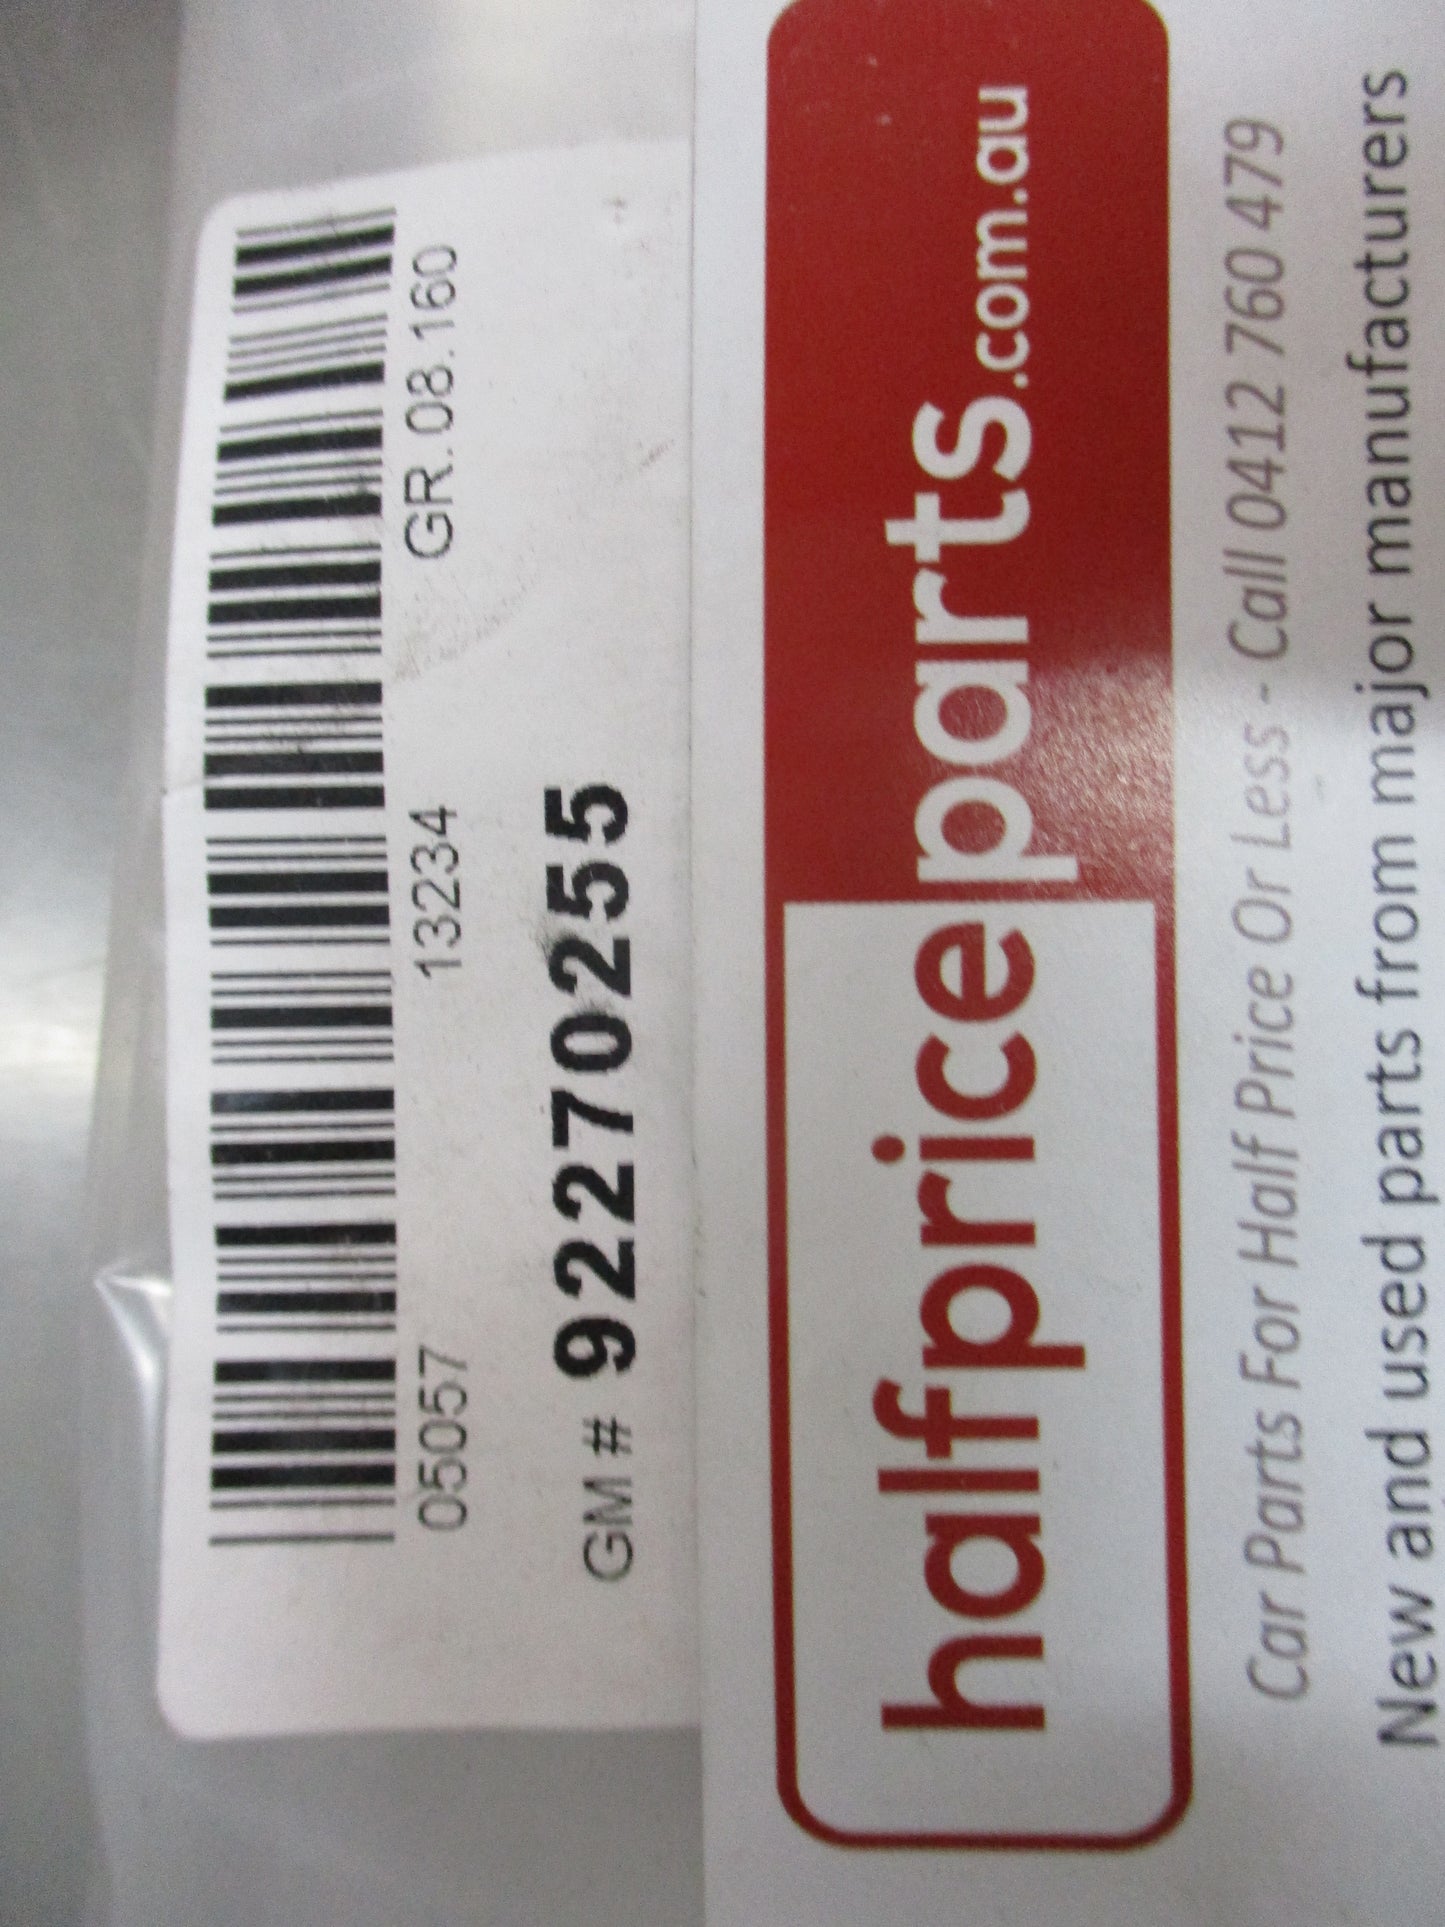 05057 13234 GR.08.160
GM # 92270255
halfpriceparts.com.au
Car Parts For Half Price Or Less - Call 0412 760 479
New and used parts from major manufacturers